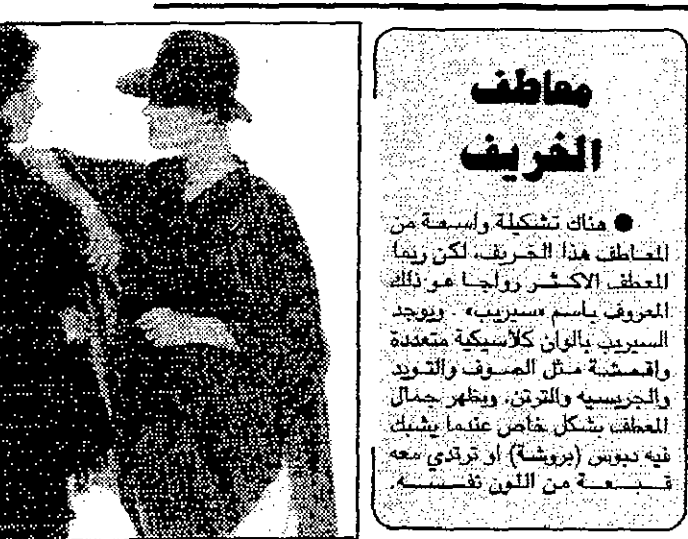 معاطف
الخريف
● هناك تشكيلة واسعة من
المعاطف هذا الخريف، لكن ربما
المعطف الاكثر رواجا هو ذلك
المعروف باسم «سيريب». ويوجد
السيريب بالوان كلاسيكية متعددة
واقمشة مثل الصوف والتويد
والجريسيه والترتن. ويظهر جمال
المعطف بشكل خاص عندما يشبك
فيه دبوس (بروشة) او ترتدي معه
قبعة من اللون نفسه.